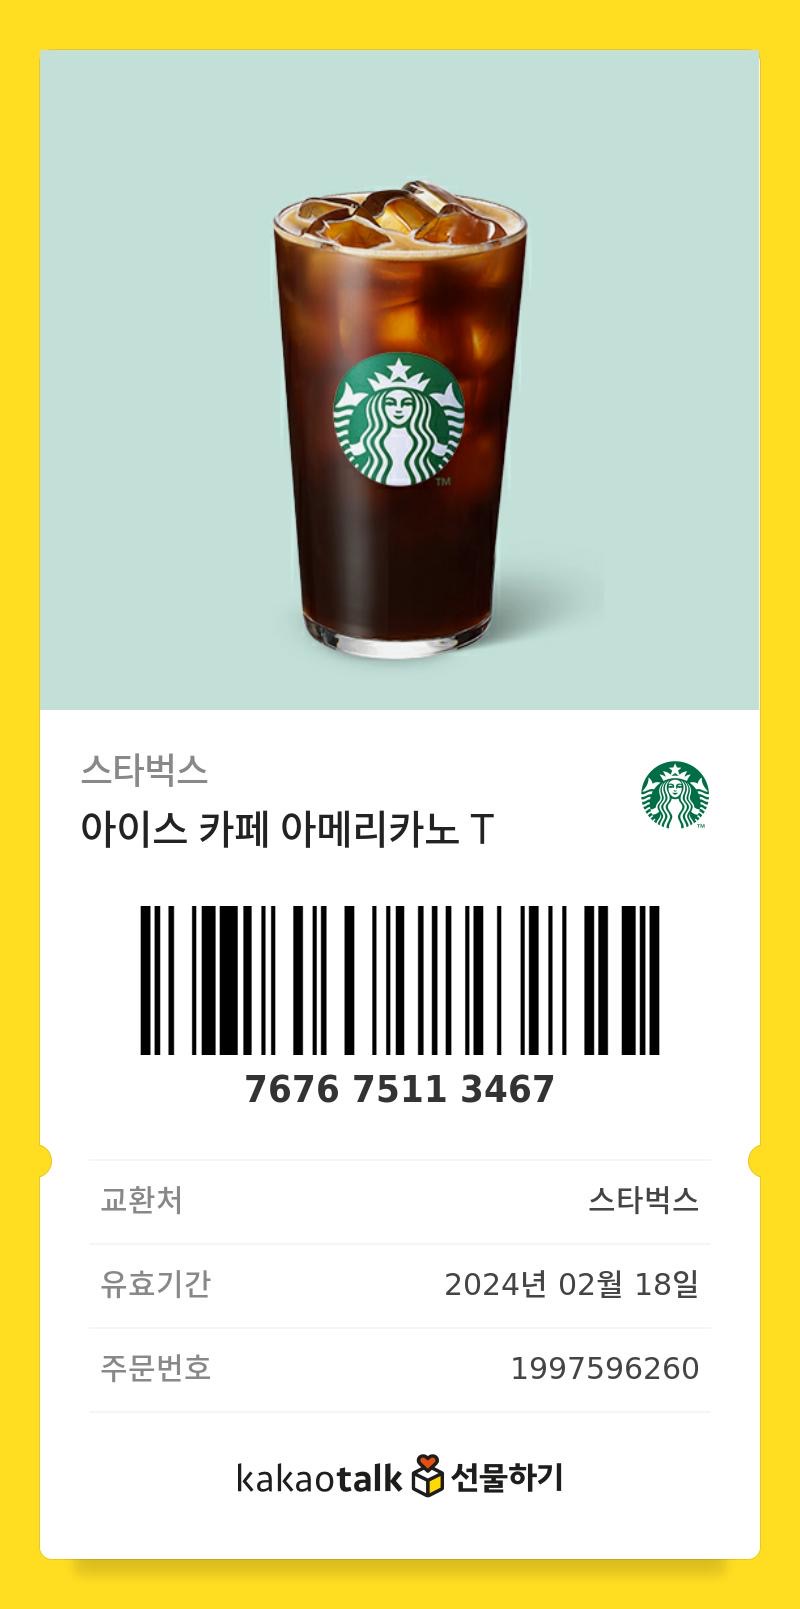 TM
스타벅스
아이스 카페 아메리카노 T
TM
7676 7511 3467
교환처 스타벅스
유효기간 2024년 02월 18일
주문번호 1997596260
kakaotalk 선물하기